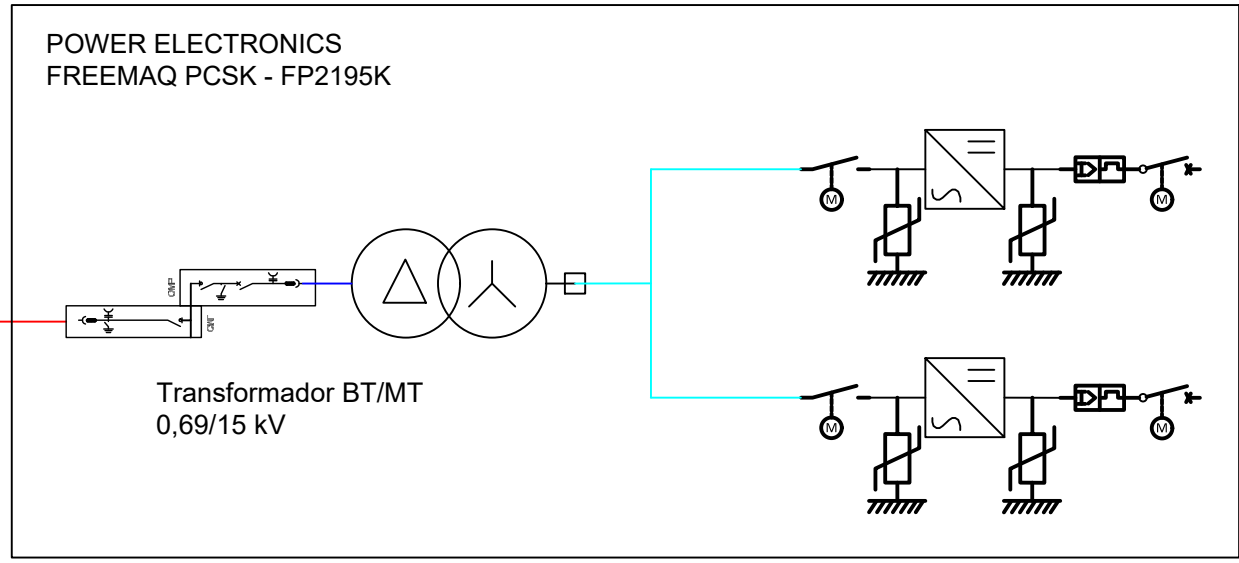 POWER ELECTRONICS
FREEMAQ PCSK - FP2195K
M
M
Transformador BT/MT
0,69/15 kV
M
M